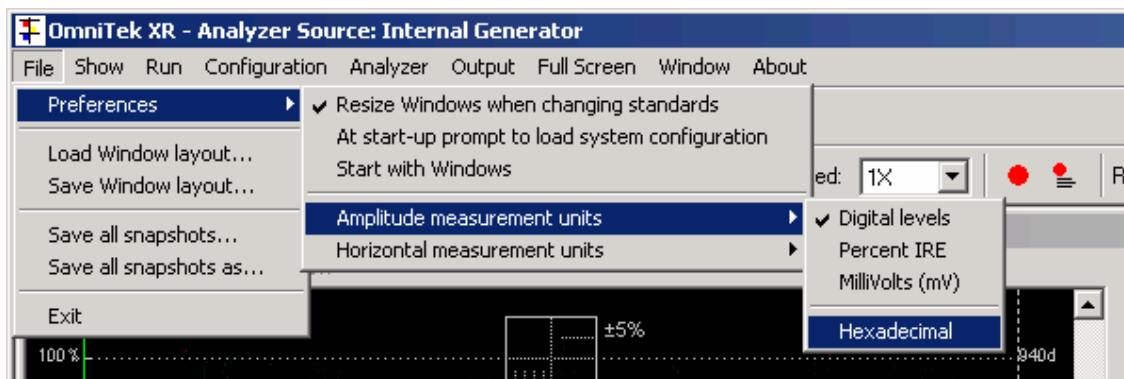 OmniTek XR - Analyzer Source: Internal Generator
File Show Run Configuration Analyzer Output Full Screen Window About
Preferences
Load Window layout...
Save Window layout...
Save all snapshots...
Save all snapshots as...
Exit
Resize Windows when changing standards
At start-up prompt to load system configuration
Start with Windows
Amplitude measurement units
Horizontal measurement units
ed: 1X R
Digital levels
Percent IRE
MilliVolts (mV)
Hexadecimal
±5%
100 % 940d